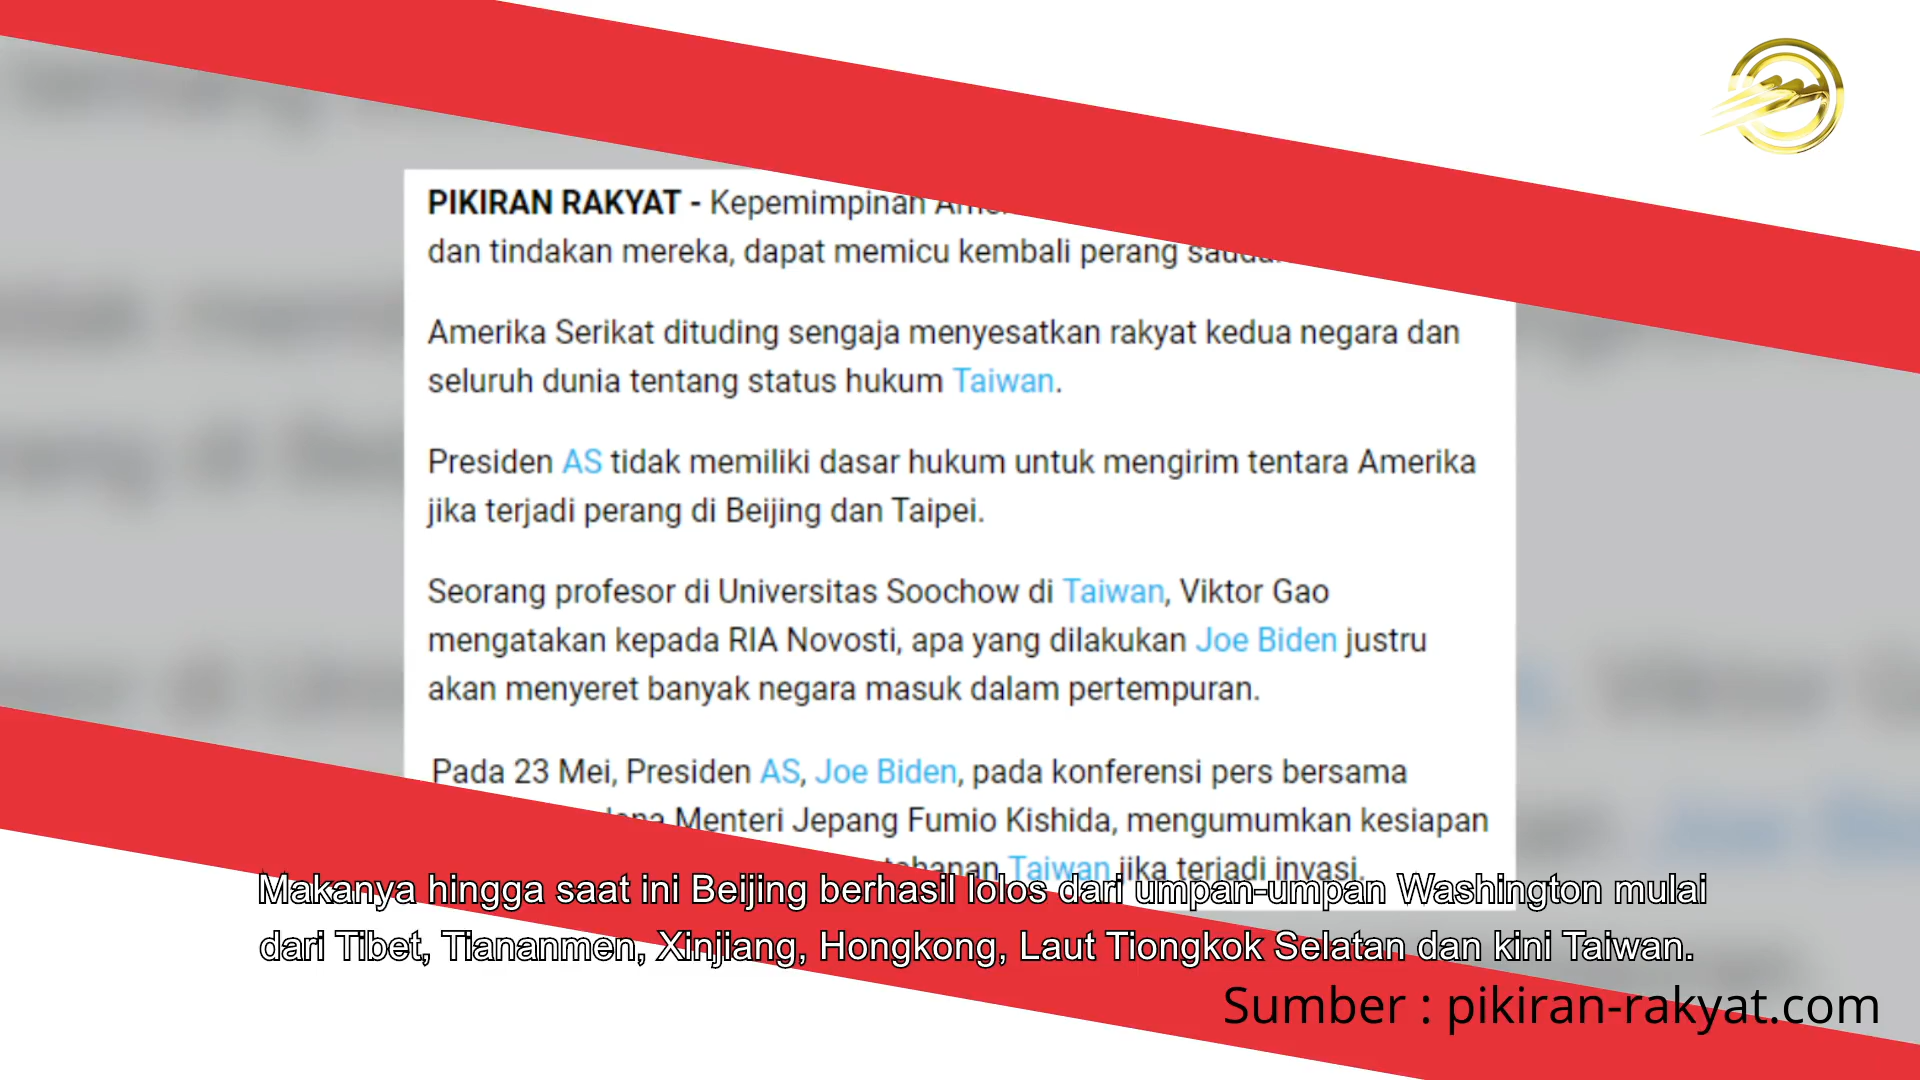 PIKIRAN RAKYAT - Kepemimpinan
dan tindakan mereka, dapat memicu kembali perang
Amerika Serikat dituding sengaja menyesatkan rakyat kedua negara dan
seluruh dunia tentang status hukum Taiwan.
Presiden AS tidak memiliki dasar hukum untuk mengirim tentara Amerika
jika terjadi perang di Beijing dan Taipei.
Seorang profesor di Universitas Soochow di Taiwan, Viktor Gao
mengatakan kepada RIA Novosti, apa yang dilakukan Joe Biden justru
akan menyeret banyak negara masuk dalam pertempuran.
Pada 23 Mei, Presiden AS, Joe Biden, pada konferensi pers bersama
Menteri Jepang Fumio Kishida, mengumumkan kesiapan
Taiwan jika terjadi invasi.
Makanya hingga saat ini Beijing berhasil lolos dari umpan-umpan Washington mulai
dari Tibet, Tiananmen, Xinjiang, Hongkong, Laut Tiongkok Selatan dan kini Taiwan.
Sumber : pikiran-rakyat.com